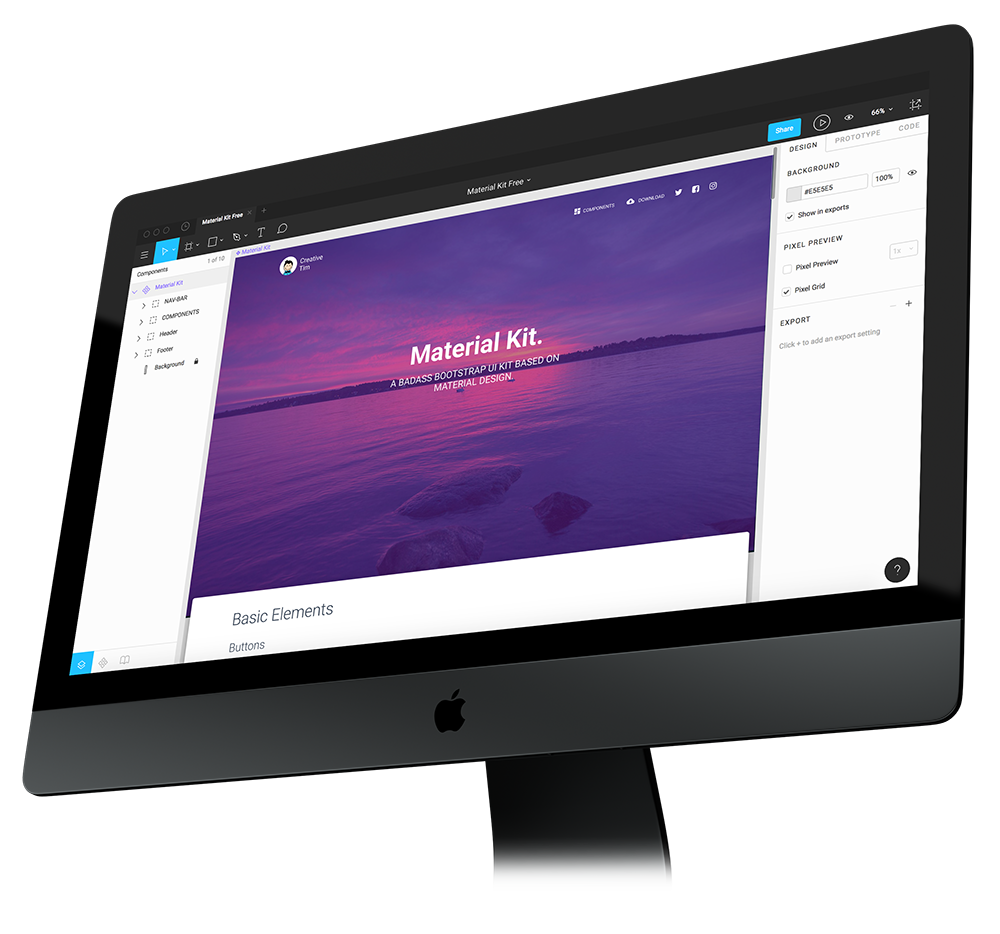 Material Kit Free
Material Kit Free
Share
66%
Components
1 of 10
Material Kit
NAV-BAR
COMPONENTS
Header
Footer
Background
Material Kit
Creative
Tim
COMPONENTS
DOWNLOAD
Material Kit.
A BADASS BOOTSTRAP UI KIT BASED ON
MATERIAL DESIGN.
Basic Elements
Buttons
DESIGN
PROTOTYPE
CODE
BACKGROUND
#E5E5E5
100%
Show in exports
PIXEL PREVIEW
Pixel Preview
1x
Pixel Grid
EXPORT
Click + to add an export setting
?